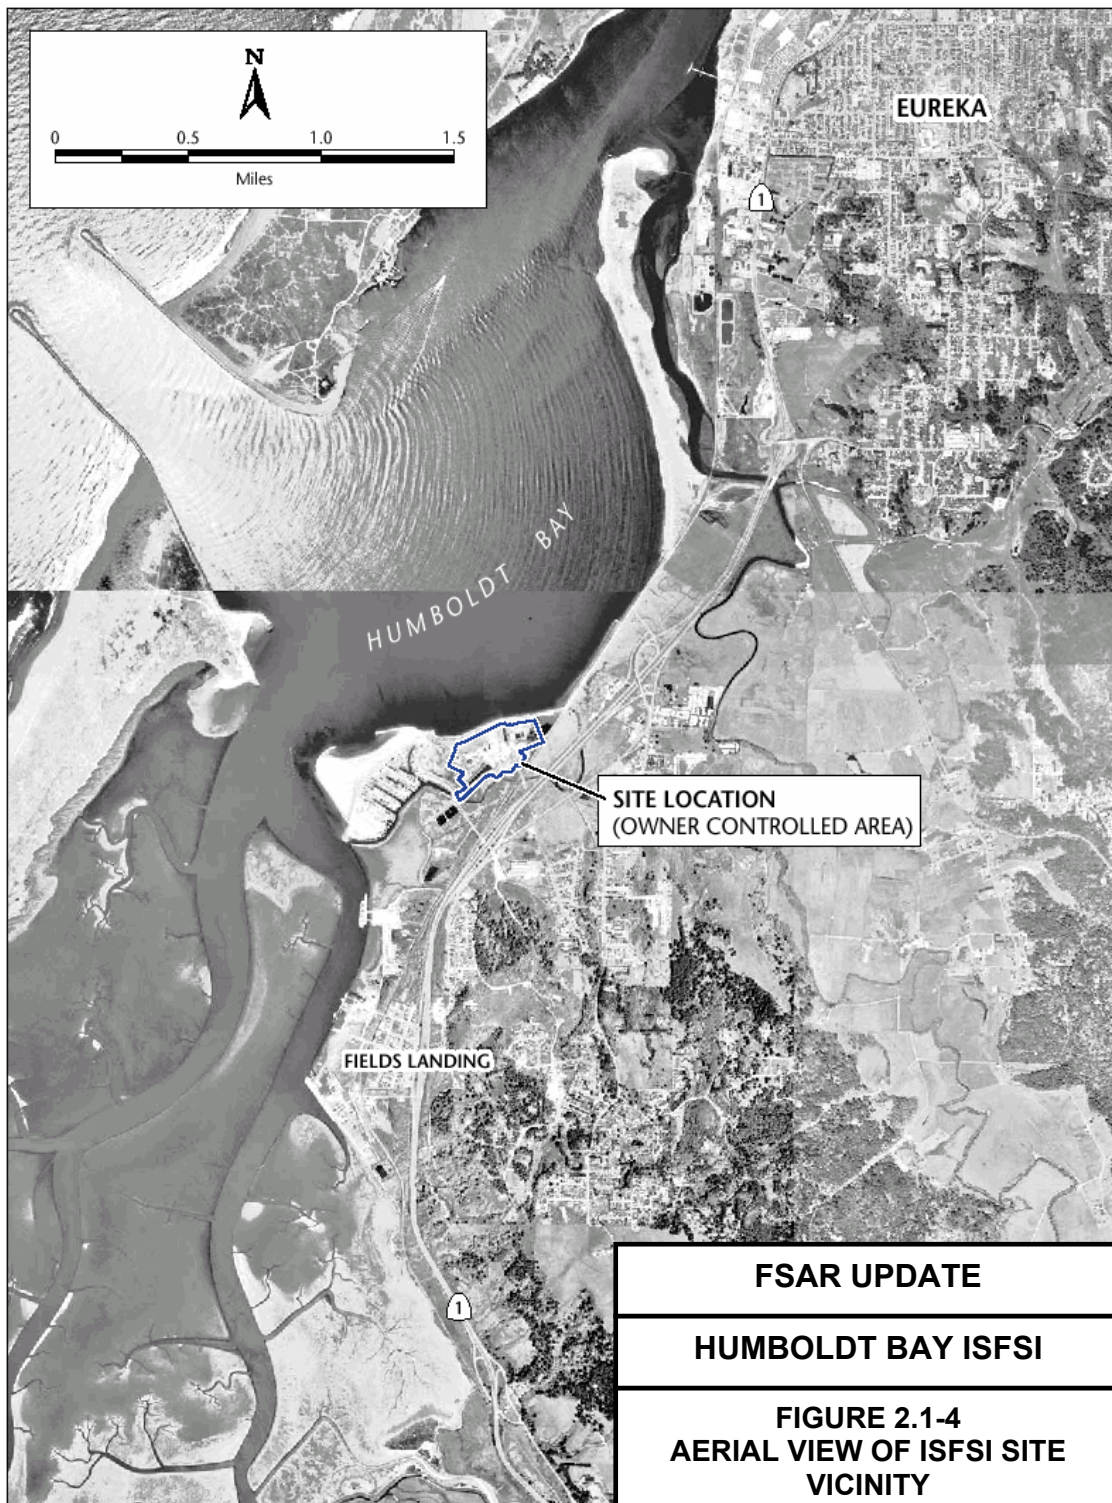 N
0 0.5 1.0 1.5
Miles
EUREKA
1
HUMBOLDT BAY
SITE LOCATION
(OWNER CONTROLLED AREA)
FIELDS LANDING
1
FSAR UPDATE
HUMBOLDT BAY ISFSI
FIGURE 2.1-4
AERIAL VIEW OF ISFSI SITE
VICINITY